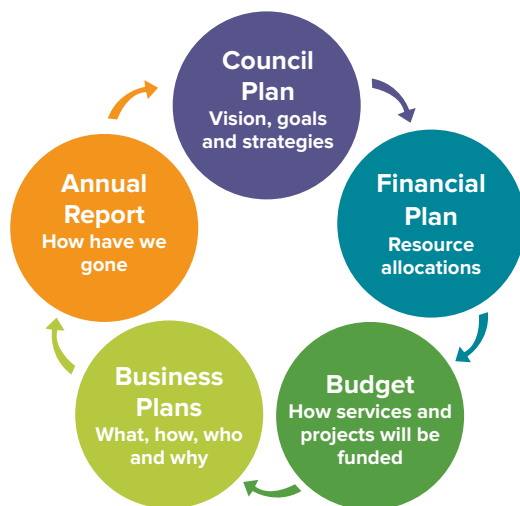 Council
Plan
Vision, goals
and strategies
Financial
Plan
Resource
allocations
Budget
How services and
projects will be
funded
Business
Plans
What, how, who
and why
Annual
Report
How have we
gone